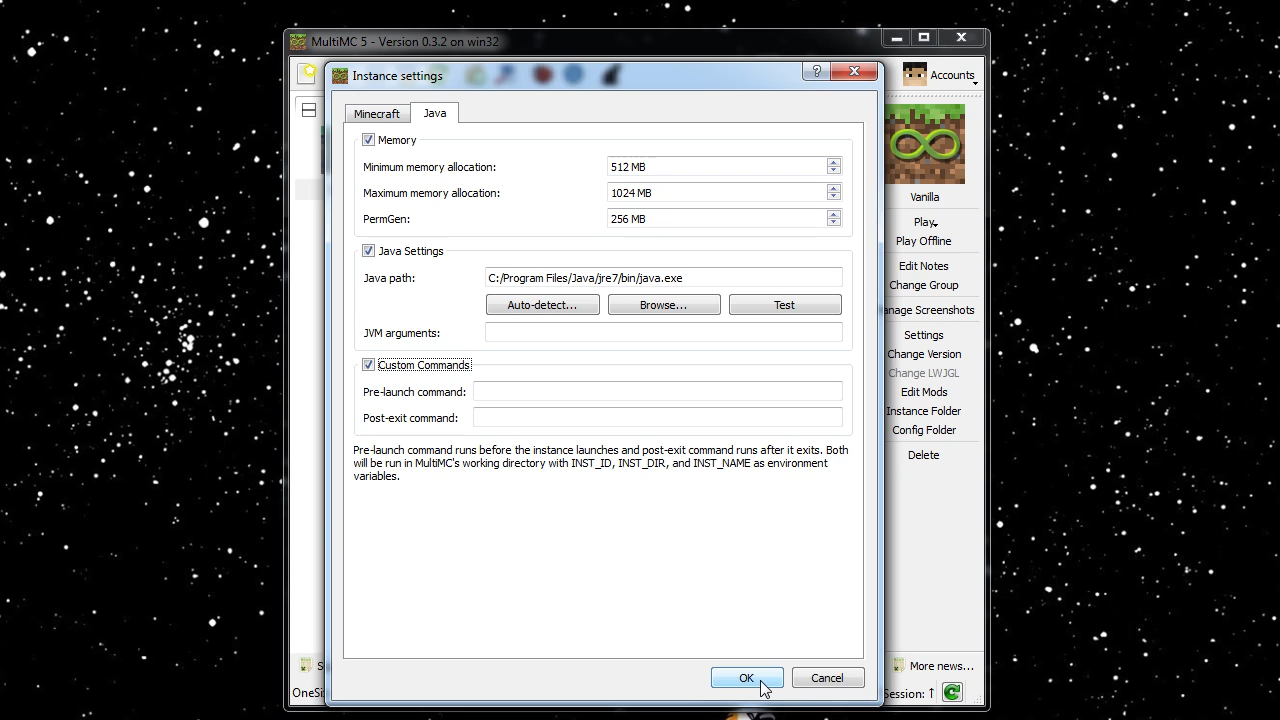 MultiMC 5 - Version 0.3.2 on win32
Instance settings
Accounts
Minecraft
Java
Memory
Minimum memory allocation:
512 MB
Maximum memory allocation:
1024 MB
PermGen:
256 MB
Java Settings
Java path:
C:/Program Files/Java/jre7/bin/java.exe
Auto-detect...
Browse...
Test
JVM arguments:
Custom Commands
Pre-launch command:
Post-exit command:
Pre-launch command runs before the instance launches and post-exit command runs after it exits. Both
will be run in MultiMC's working directory with INST_ID, INST_DIR, and INST_NAME as environment
variables.
OK
Cancel
Vanilla
Play
Play Offline
Edit Notes
Change Group
anage Screenshots
Settings
Change Version
Change LWJGL
Edit Mods
Instance Folder
Config Folder
Delete
More news...
OneSi
Session: